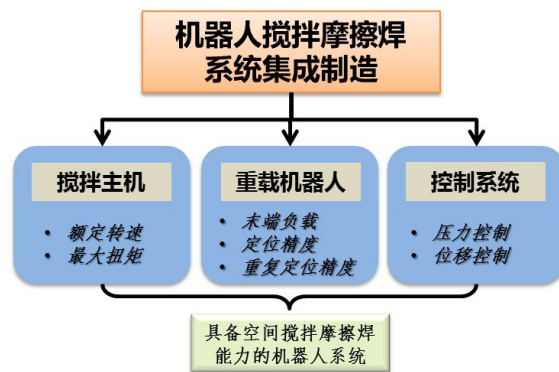 机器人搅拌摩擦焊
系统集成制造
搅拌主机
• 额定转速
• 最大扭矩
重载机器人
• 末端负载
• 定位精度
• 重复定位精度
控制系统
• 压力控制
• 位移控制
具备空间搅拌摩擦焊
能力的机器人系统